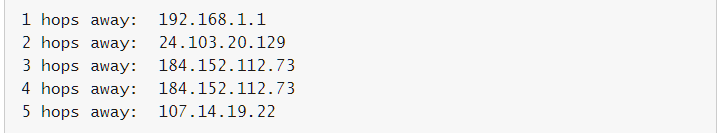 1 hops away:  192.168.1.1
2 hops away:  24.103.20.129
3 hops away:  184.152.112.73
4 hops away:  184.152.112.73
5 hops away:  107.14.19.22